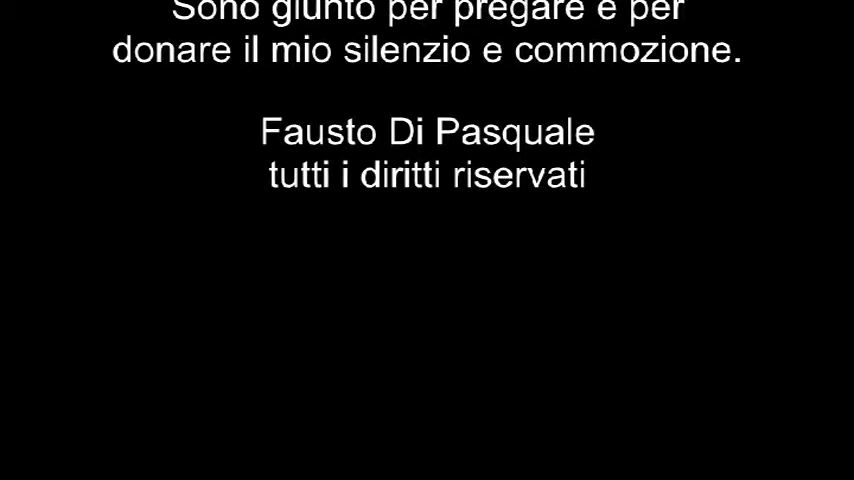 Sono giunto per pregare e per
donare il mio silenzio e commozione.
Fausto Di Pasquale
tutti i diritti riservati